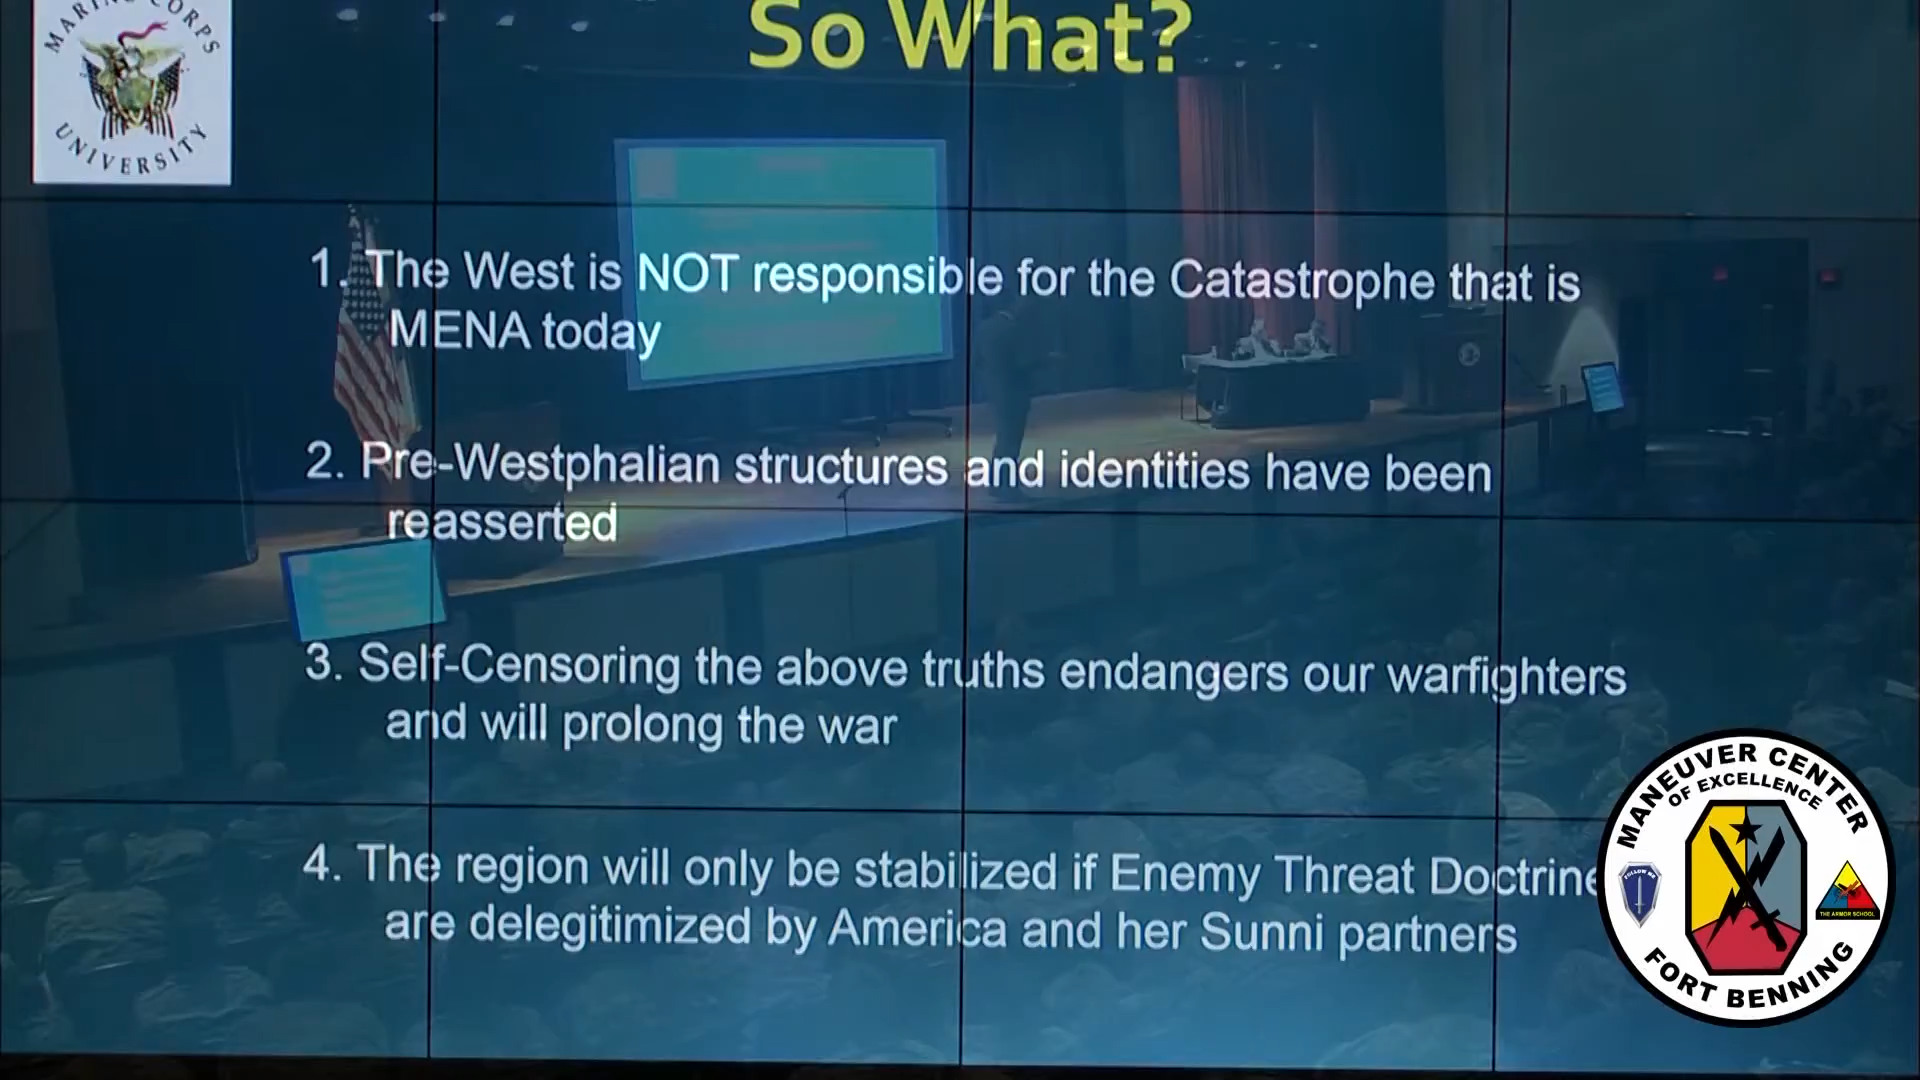 MARINE CORPS
UNIVERSITY
So What?
1. The West is NOT responsible for the Catastrophe that is
MENA today
2. Pre-Westphalian structures and identities have been
reasserted
3. Self-Censoring the above truths endangers our warfighters
and will prolong the war
4. The region will only be stabilized if Enemy Threat Doctrine
are delegitimized by America and her Sunni partners
MANEUVER CENTER
OF EXCELLENCE
FOLLOW ME
THE ARMOR SCHOOL
FORT BENNING